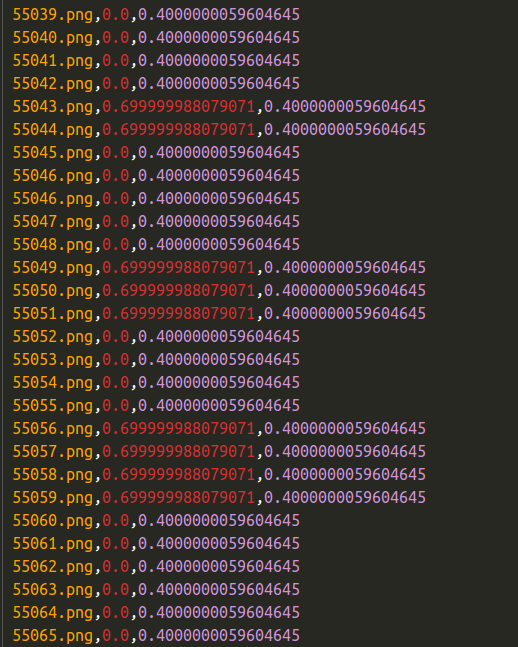 55039.png,0.0,0.4000000059604645
55040.png,0.0,0.4000000059604645
55041.png,0.0,0.4000000059604645
55042.png,0.0,0.4000000059604645
55043.png,0.699999988079071,0.4000000059604645
55044.png,0.699999988079071,0.4000000059604645
55045.png,0.0,0.4000000059604645
55046.png,0.0,0.4000000059604645
55046.png,0.0,0.4000000059604645
55047.png,0.0,0.4000000059604645
55048.png,0.0,0.4000000059604645
55049.png,0.699999988079071,0.4000000059604645
55050.png,0.699999988079071,0.4000000059604645
55051.png,0.699999988079071,0.4000000059604645
55052.png,0.0,0.4000000059604645
55053.png,0.0,0.4000000059604645
55054.png,0.0,0.4000000059604645
55055.png,0.0,0.4000000059604645
55056.png,0.699999988079071,0.4000000059604645
55057.png,0.699999988079071,0.4000000059604645
55058.png,0.699999988079071,0.4000000059604645
55059.png,0.699999988079071,0.4000000059604645
55060.png,0.0,0.4000000059604645
55061.png,0.0,0.4000000059604645
55062.png,0.0,0.4000000059604645
55063.png,0.0,0.4000000059604645
55064.png,0.0,0.4000000059604645
55065.png,0.0,0.4000000059604645